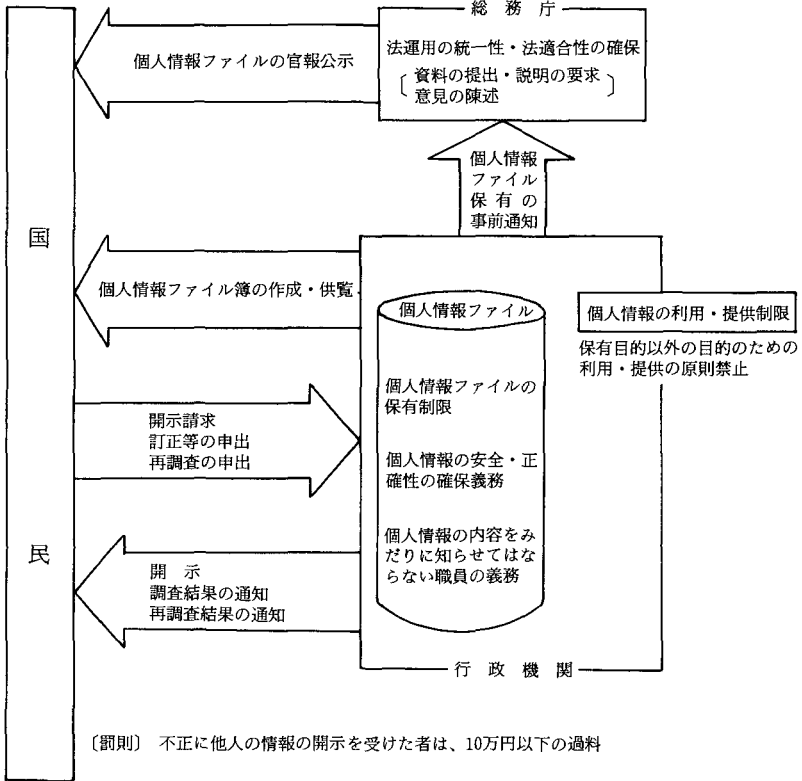 総務庁
法運用の統一性・法適合性の確保
〔資料の提出・説明の要求
意見の陳述〕
個人情報ファイルの官報公示
個人情報
ファイル
保有の
事前通知
国民
個人情報ファイル簿の作成・供覧
個人情報ファイル
個人情報の利用・提供制限
保有目的以外の目的のための
利用・提供の原則禁止
個人情報ファイルの
保有制限
開示請求
訂正等の申出
再調査の申出
個人情報の安全・正
確性の確保義務
個人情報の内容をみ
だりに知らせてはな
らない職員の義務
開示
調査結果の通知
再調査結果の通知
行政機関
〔罰則〕 不正に他人の情報の開示を受けた者は、10万円以下の過料